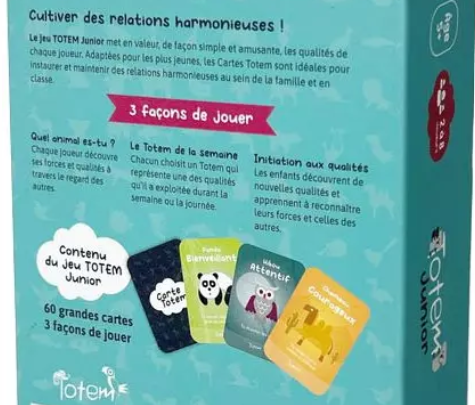 Cultiver des relations harmonieuses !
Le jeu TOTEM Junior met en valeur, de façon simple et amusante, les qualités de
chaque joueur. Adaptées pour les plus jeunes, les Cartes Totem sont idéales pour
instaurer et maintenir des relations harmonieuses au sein de la famille et en
classe.
3 façons de jouer
Quel animal es-tu ?
Chaque joueur découvre
ses forces et qualités à
travers le regard des
autres.
Le Totem de la semaine
Chacun choisit un Totem qui
représente une des qualités
qu'il a exploitée durant la
semaine ou la journée.
Initiation aux qualités
Les enfants découvrent de
nouvelles qualités et
apprennent à reconnaître
leurs forces et celles des
autres.
Contenu
du jeu TOTEM
Junior
60 grandes cartes
3 façons de jouer
Carte
Totem
Panda
Bienveillant
Hibou
Attentif
Courageux
Totem
Age
2 à 8
Totem
Junior